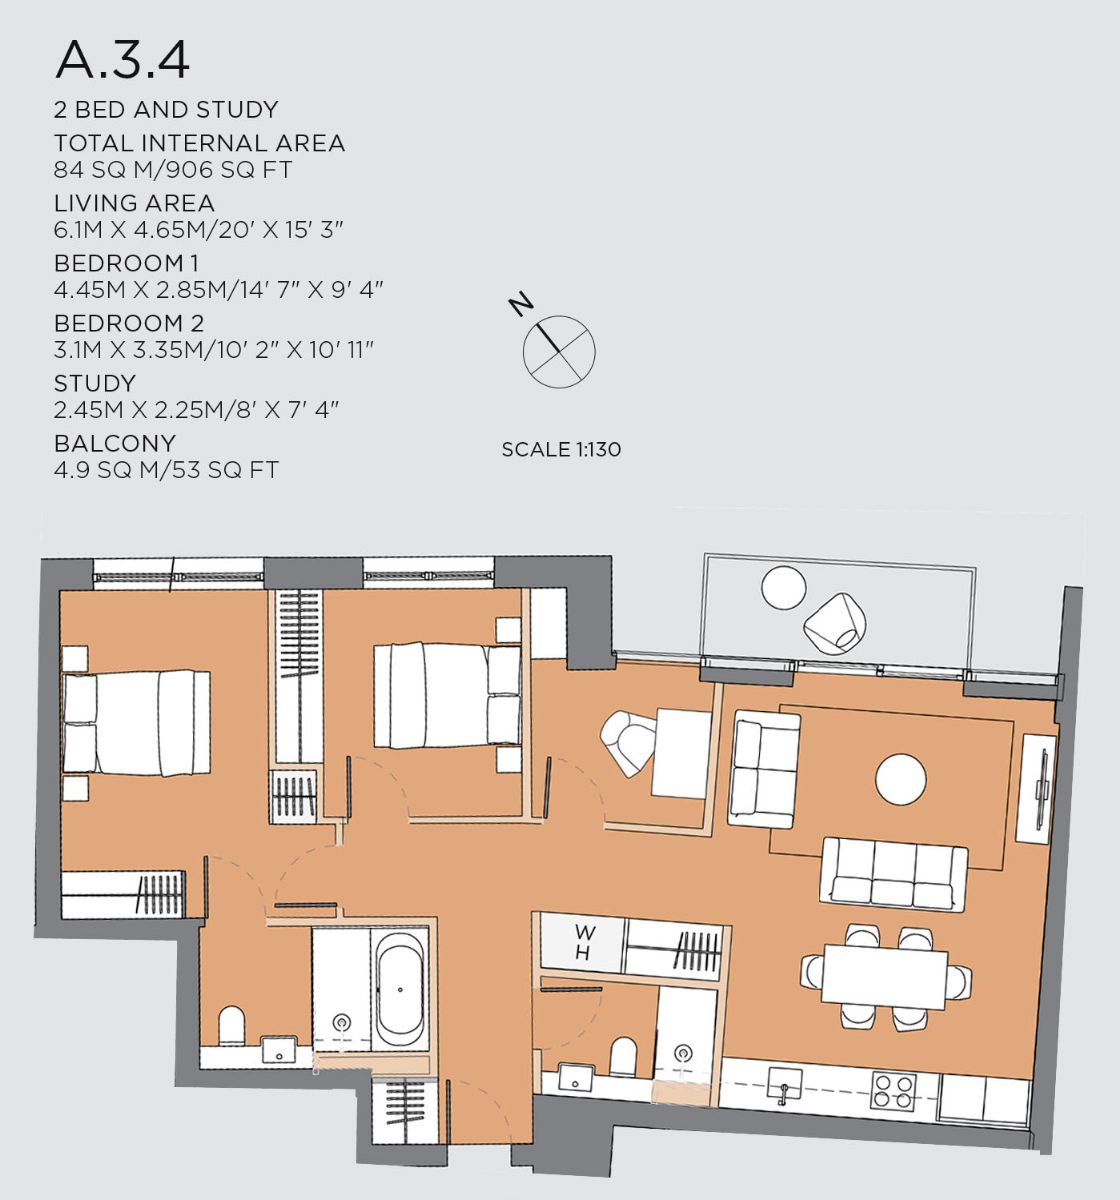 A.3.4
2 BED AND STUDY
TOTAL INTERNAL AREA
84 SQ M/906 SQ FT
LIVING AREA
6.1M X 4.65M/20' X 15' 3"
BEDROOM 1
4.45M X 2.85M/14' 7" X 9' 4"
BEDROOM 2
3.1M X 3.35M/10' 2" X 10' 11"
STUDY
2.45M X 2.25M/8' X 7' 4"
BALCONY
4.9 SQ M/53 SQ FT
N
SCALE 1:130
W
H